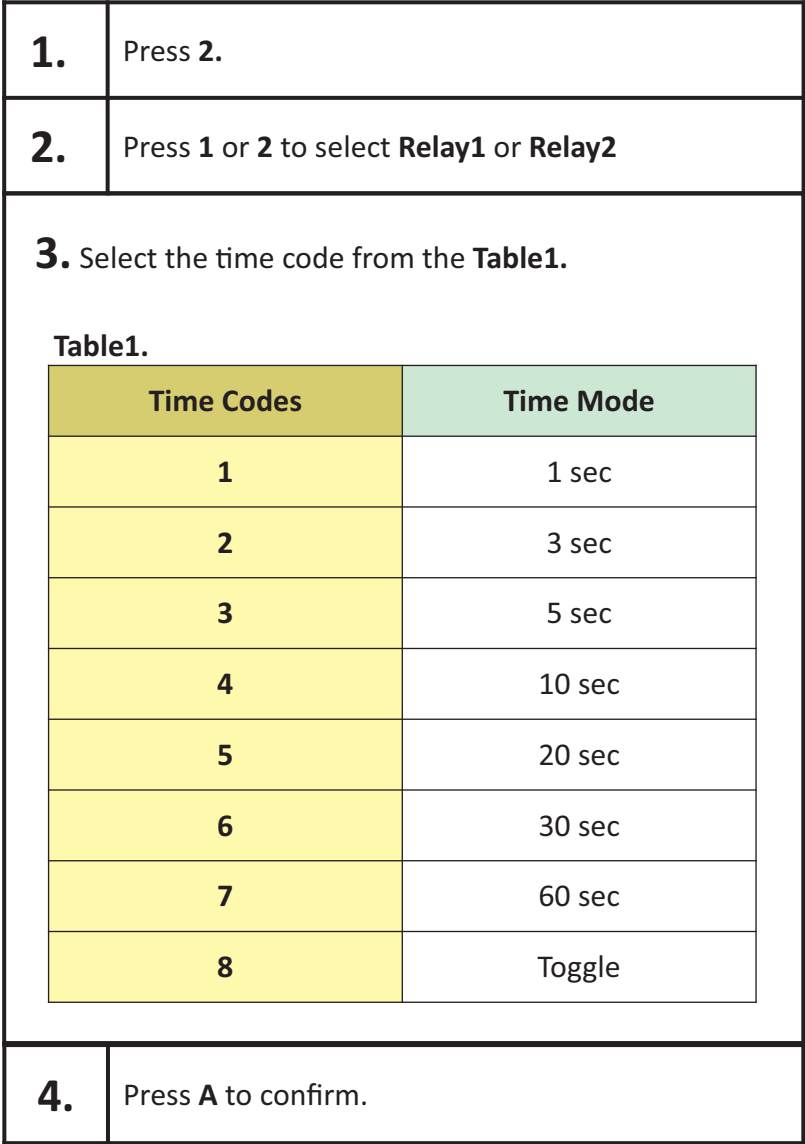 1. Press 2.
2. Press 1 or 2 to select Relay1 or Relay2
3. Select the time code from the Table1.
Table1.
Time Codes Time Mode
1 1 sec
2 3 sec
3 5 sec
4 10 sec
5 20 sec
6 30 sec
7 60 sec
8 Toggle
4. Press A to confirm.